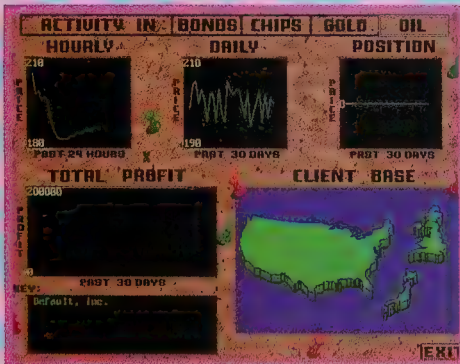 ACTIVITY IN: BONDS CHIPS GOLD OIL
HOURLY DAILY POSITION
210 210
PRICE PRICE PRICE
0
180 190
PAST 24 HOURS PAST 30 DAYS PAST 30 DAYS
TOTAL PROFIT CLIENT BASE
200000
PROFIT
0
PAST 30 DAYS
KEY:
Default, Inc.
EXIT